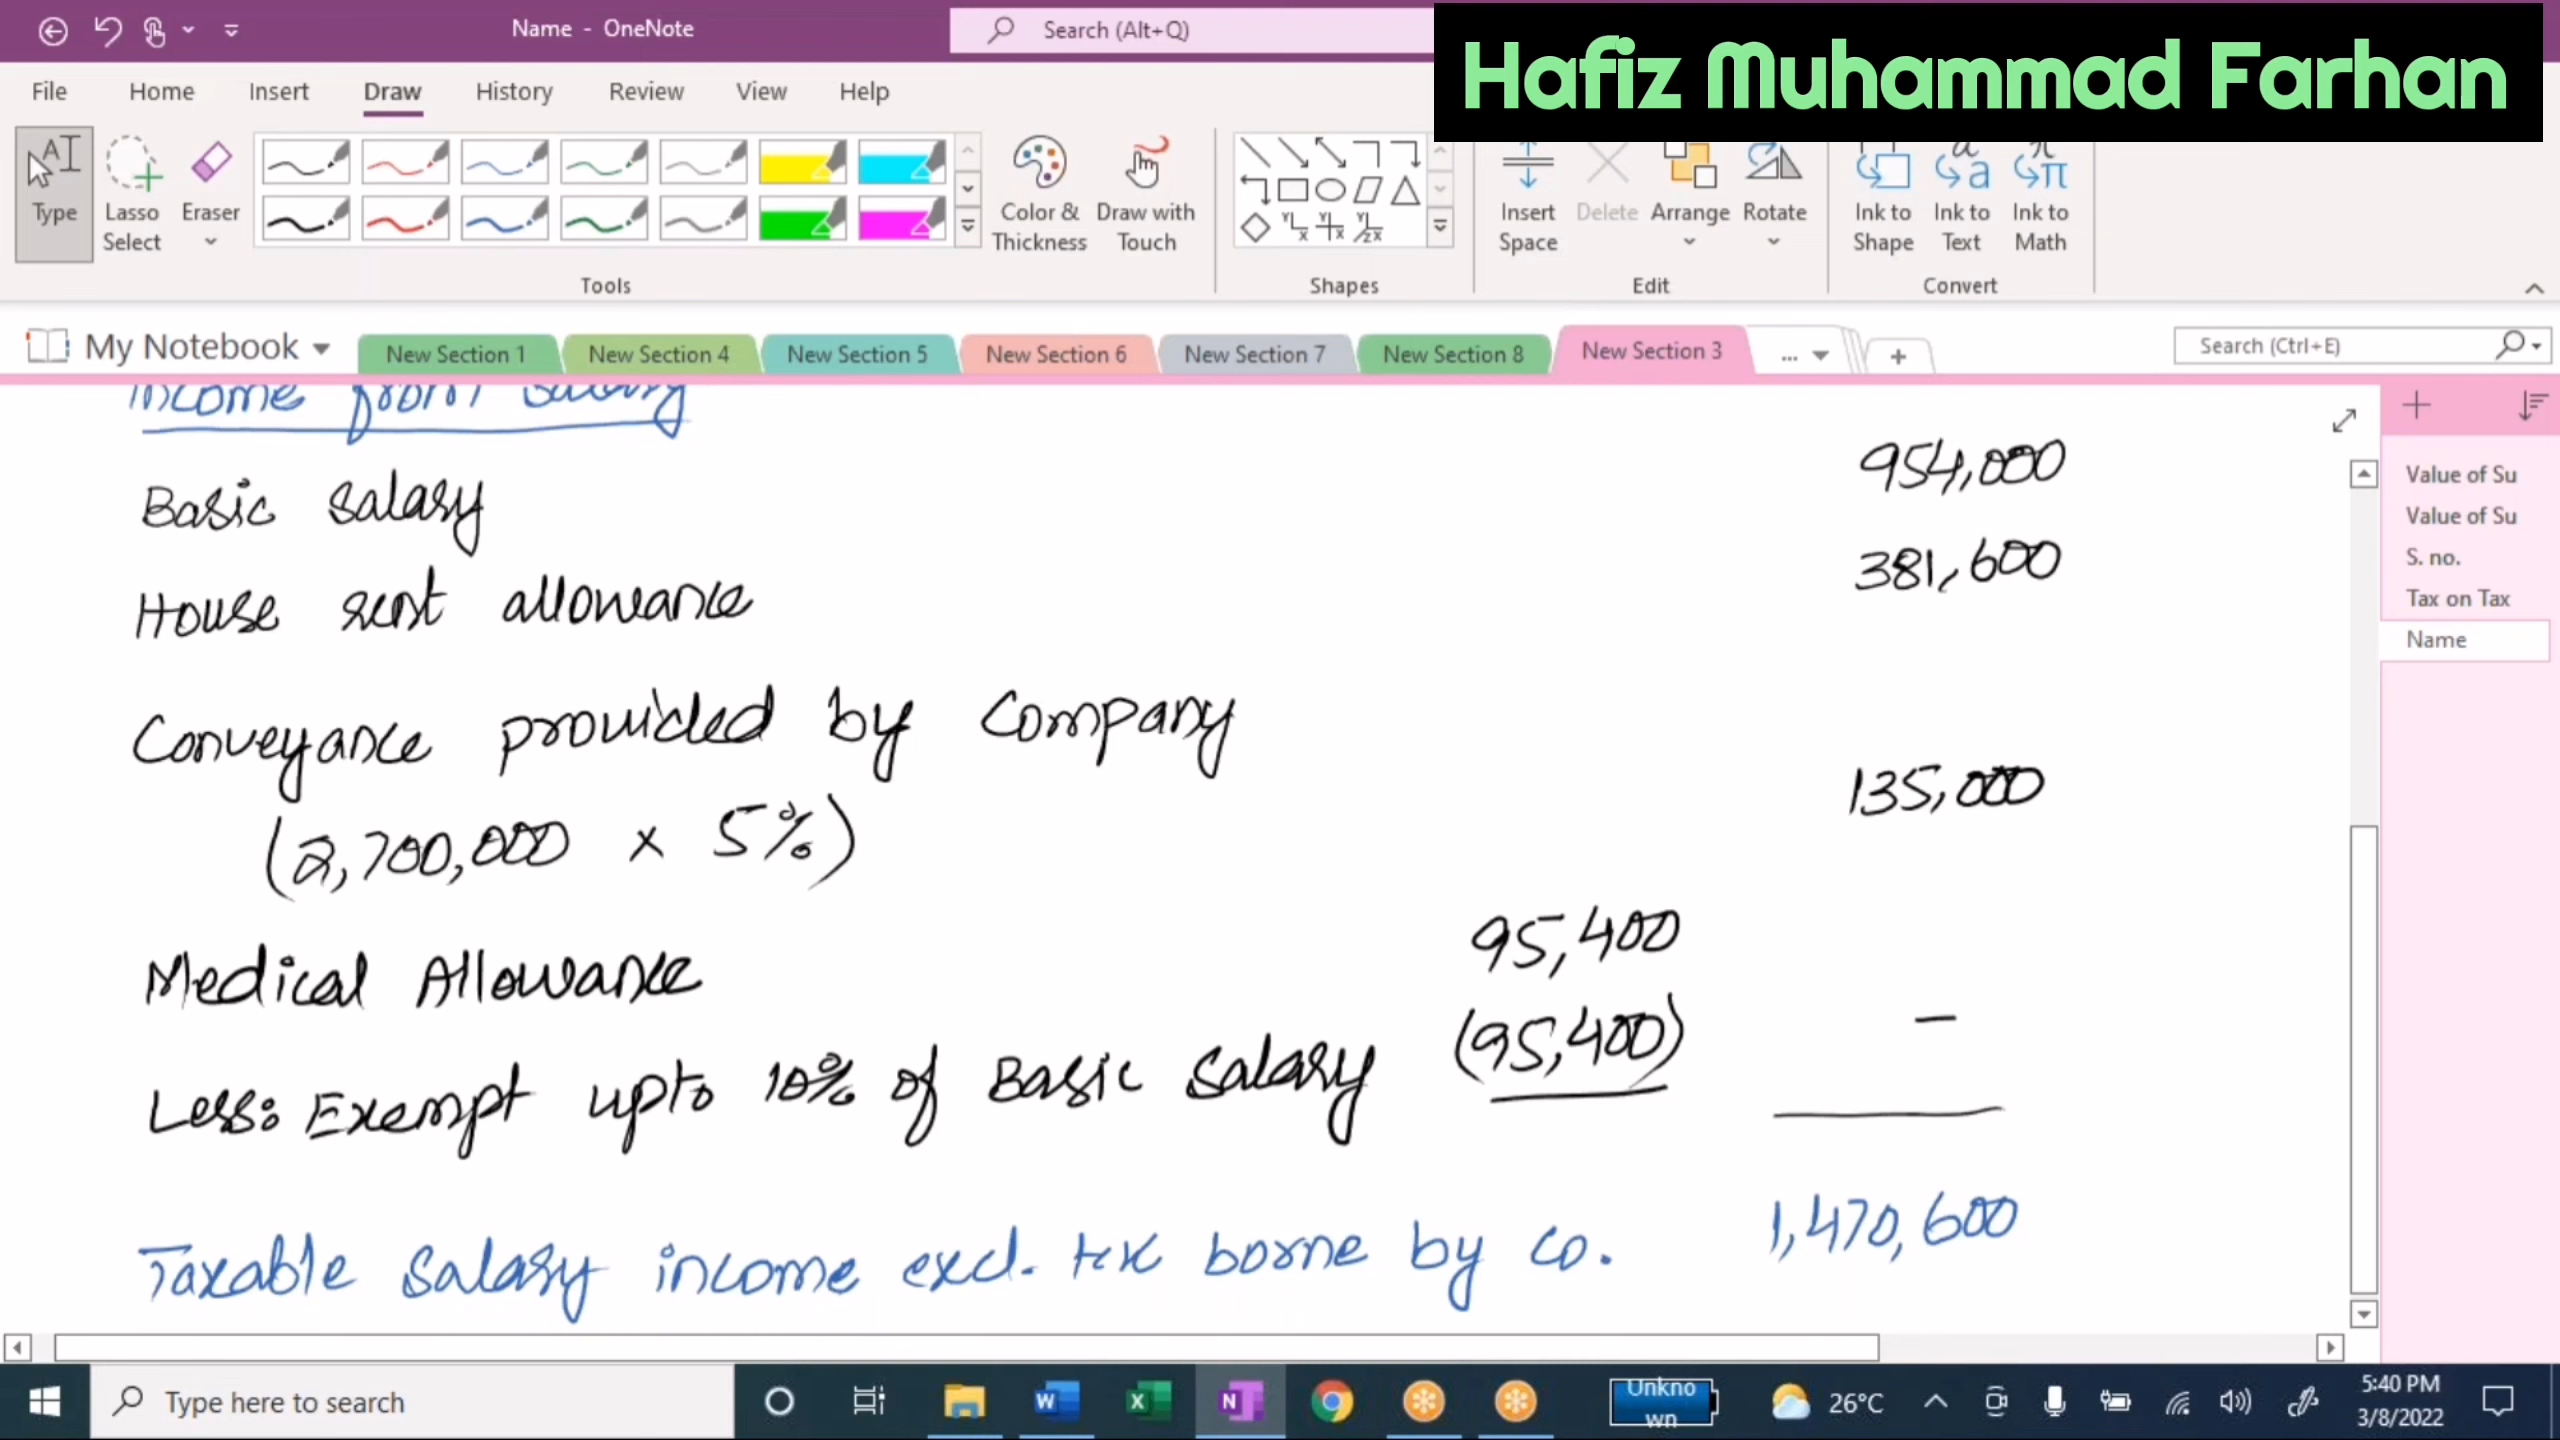 Name - OneNote
Search (Alt+Q)
Hafiz Muhammad Farhan
File Home Insert Draw History Review View Help
Type
Lasso Select
Eraser
Color & Thickness
Draw with Touch
Insert Space
Delete
Arrange
Rotate
Ink to Shape
Ink to Text
Ink to Math
Tools Shapes Edit Convert
My Notebook
New Section 1 New Section 4 New Section 5 New Section 6 New Section 7 New Section 8 New Section 3 ...
Search (Ctrl+E)
Income from Salary
Basic Salary 954,000
House rent allowance 381,600
Conveyance provided by Company
(2,700,000 x 5%) 135,000
Medical Allowance 95,400
Less: Exempt upto 10% of Basic Salary (95,400) –
Taxable Salary income excl. tax borne by co. 1,470,600
Value of Su
Value of Su
S. no.
Tax on Tax
Name
Type here to search
Unkno
wn
26°C
5:40 PM
3/8/2022